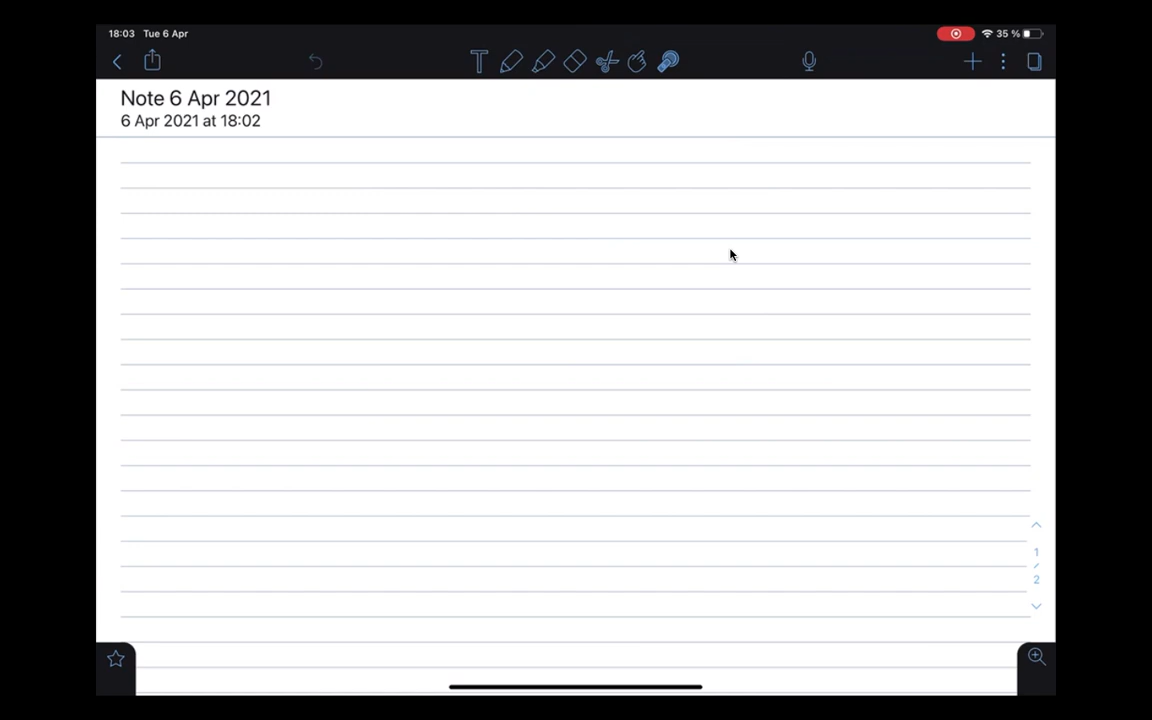 18:03 Tue 6 Apr
35 %
Note 6 Apr 2021
6 Apr 2021 at 18:02
1
/
2